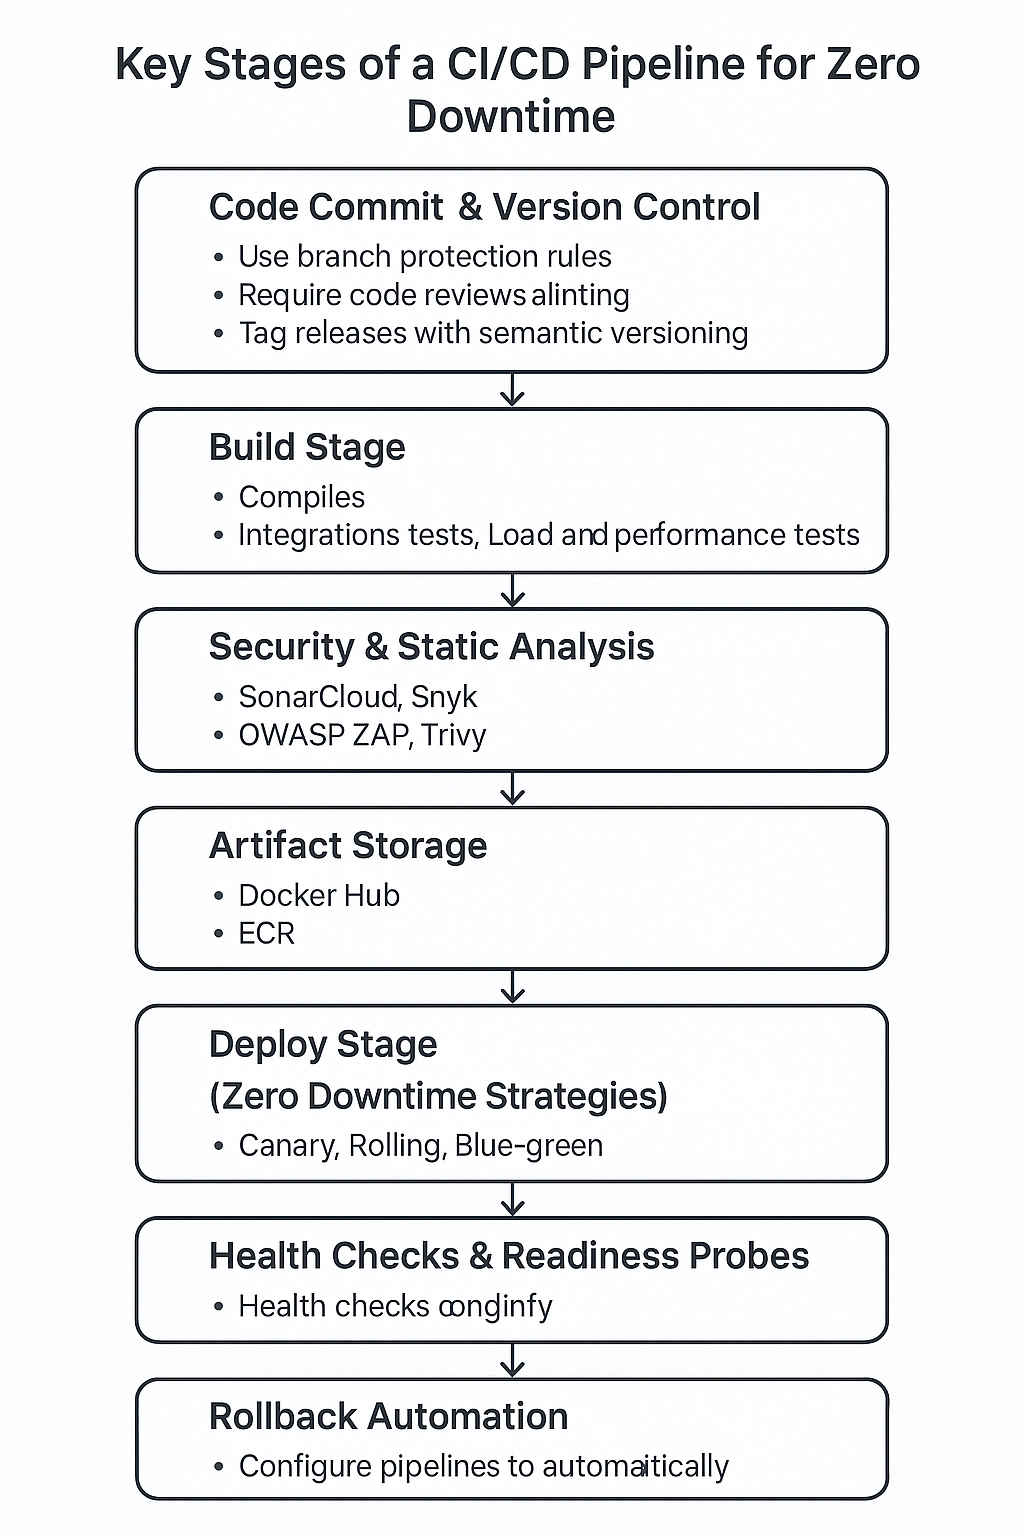 Key Stages of a CI/CD Pipeline for Zero
Downtime
Code Commit & Version Control
• Use branch protection rules
• Require code reviews alinting
• Tag releases with semantic versioning
Build Stage
• Compiles
• Integrations tests, Load and performance tests
Security & Static Analysis
• SonarCloud, Snyk
• OWASP ZAP, Trivy
Artifact Storage
• Docker Hub
• ECR
Deploy Stage
(Zero Downtime Strategies)
• Canary, Rolling, Blue-green
Health Checks & Readiness Probes
• Health checks
Rollback Automation
• Configure pipelines to automaitically